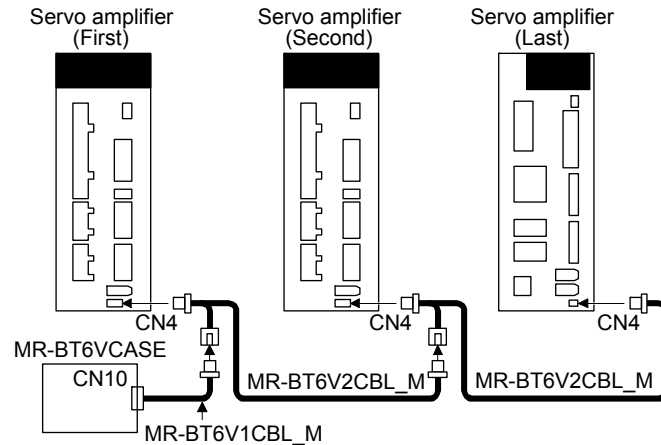 Servo amplifier
(First)
Servo amplifier
(Second)
Servo amplifier
(Last)
CN4
CN4
CN4
MR-BT6VCASE
CN10
MR-BT6V2CBL_M
MR-BT6V2CBL_M
MR-BT6V1CBL_M